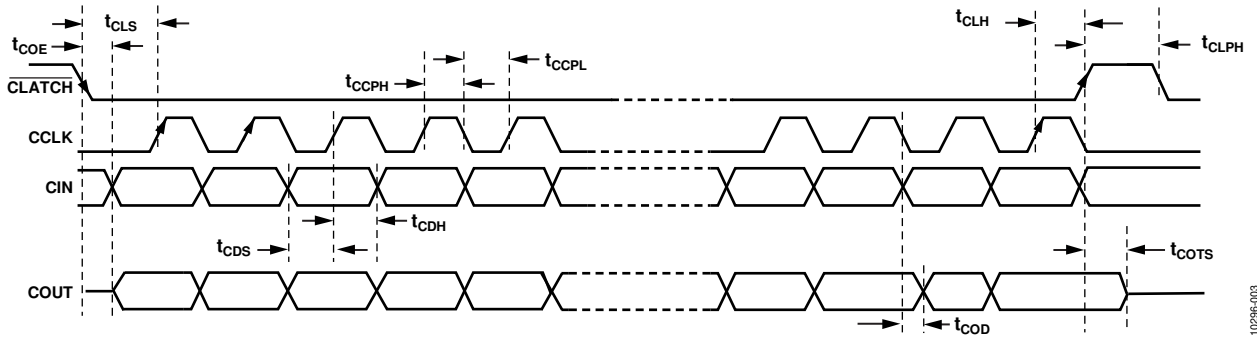 tCLS
tCLH
tCOE
tCLPH
tCCPL
tCCPH
CLATCH
CCLK
CIN
tCDH
tCDS
tCOTS
COUT
tCOD
10296-003